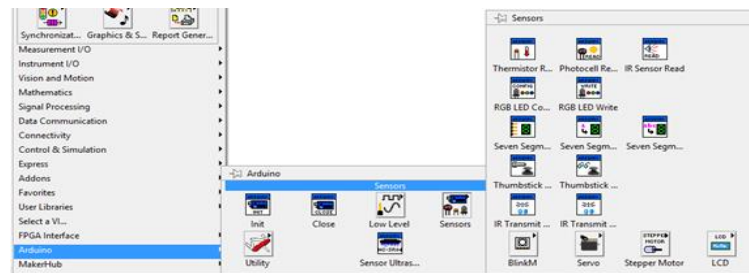 Synchronizat... Graphics & S... Report Gener...
Measurement I/O
Instrument I/O
Vision and Motion
Mathematics
Signal Processing
Data Communication
Connectivity
Control & Simulation
Express
Addons
Favorites
User Libraries
Select a VI...
FPGA Interface
Arduino
MakerHub
Arduino
Sensors
INIT
CLOSE
Init Close Low Level Sensors
Utility Sensor Ultras...
Sensors
READ READ
Thermistor R... Photocell Re... IR Sensor Read
CONFIG WRITE
RGB LED Co... RGB LED Write
Seven Segm... Seven Segm... Seven Segm...
Thumbstick ... Thumbstick ...
IR Transmit ... IR Transmit ...
STEPPER
MOTOR
LCD
BlinkM Servo Stepper Motor LCD